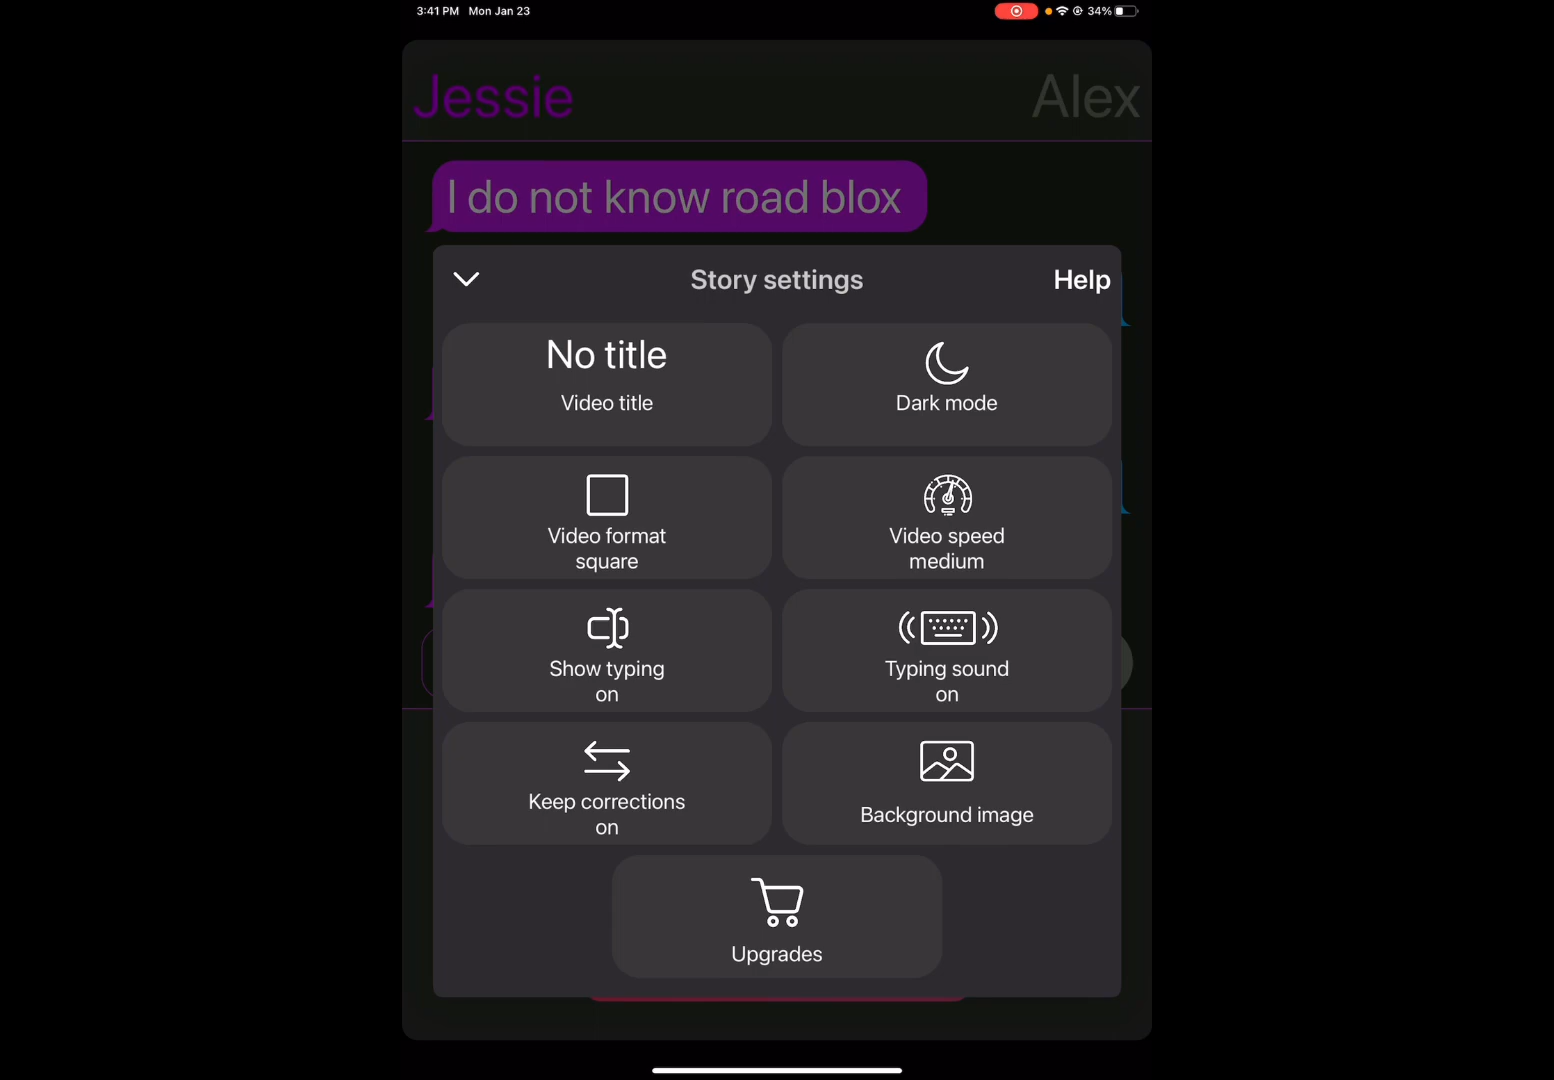 3:41 PM Mon Jan 23
34%
Jessie
Alex
I do not know road blox
Story settings
Help
No title
Video title
Dark mode
Video format
square
Video speed
medium
Show typing
on
Typing sound
on
Keep corrections
on
Background image
Upgrades